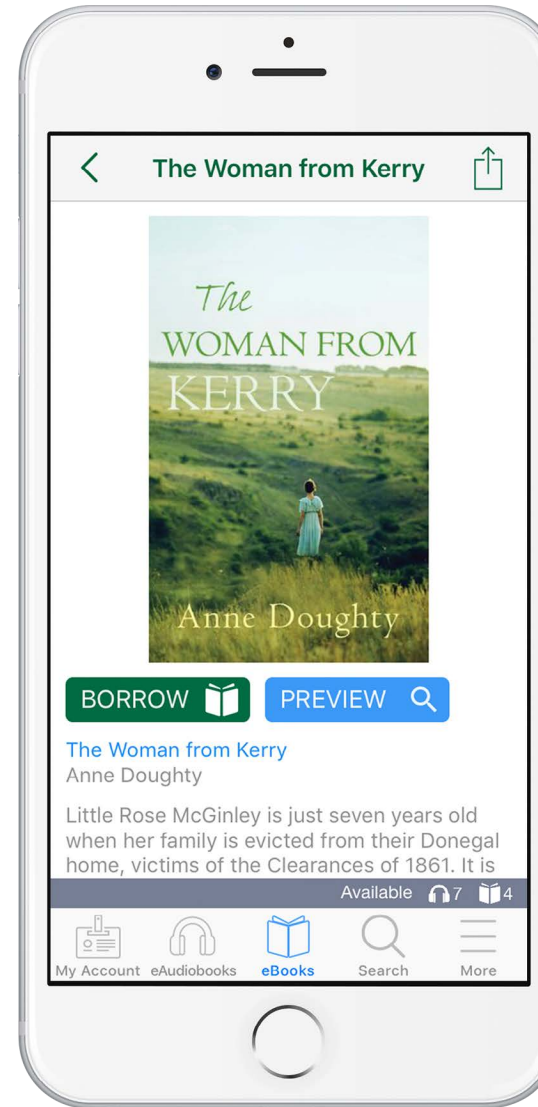 The Woman from Kerry
The
WOMAN FROM
KERRY
Anne Doughty
BORROW
PREVIEW
The Woman from Kerry
Anne Doughty
Little Rose McGinley is just seven years old
when her family is evicted from their Donegal
home, victims of the Clearances of 1861. It is
Available 7 4
My Account eAudiobooks eBooks Search More